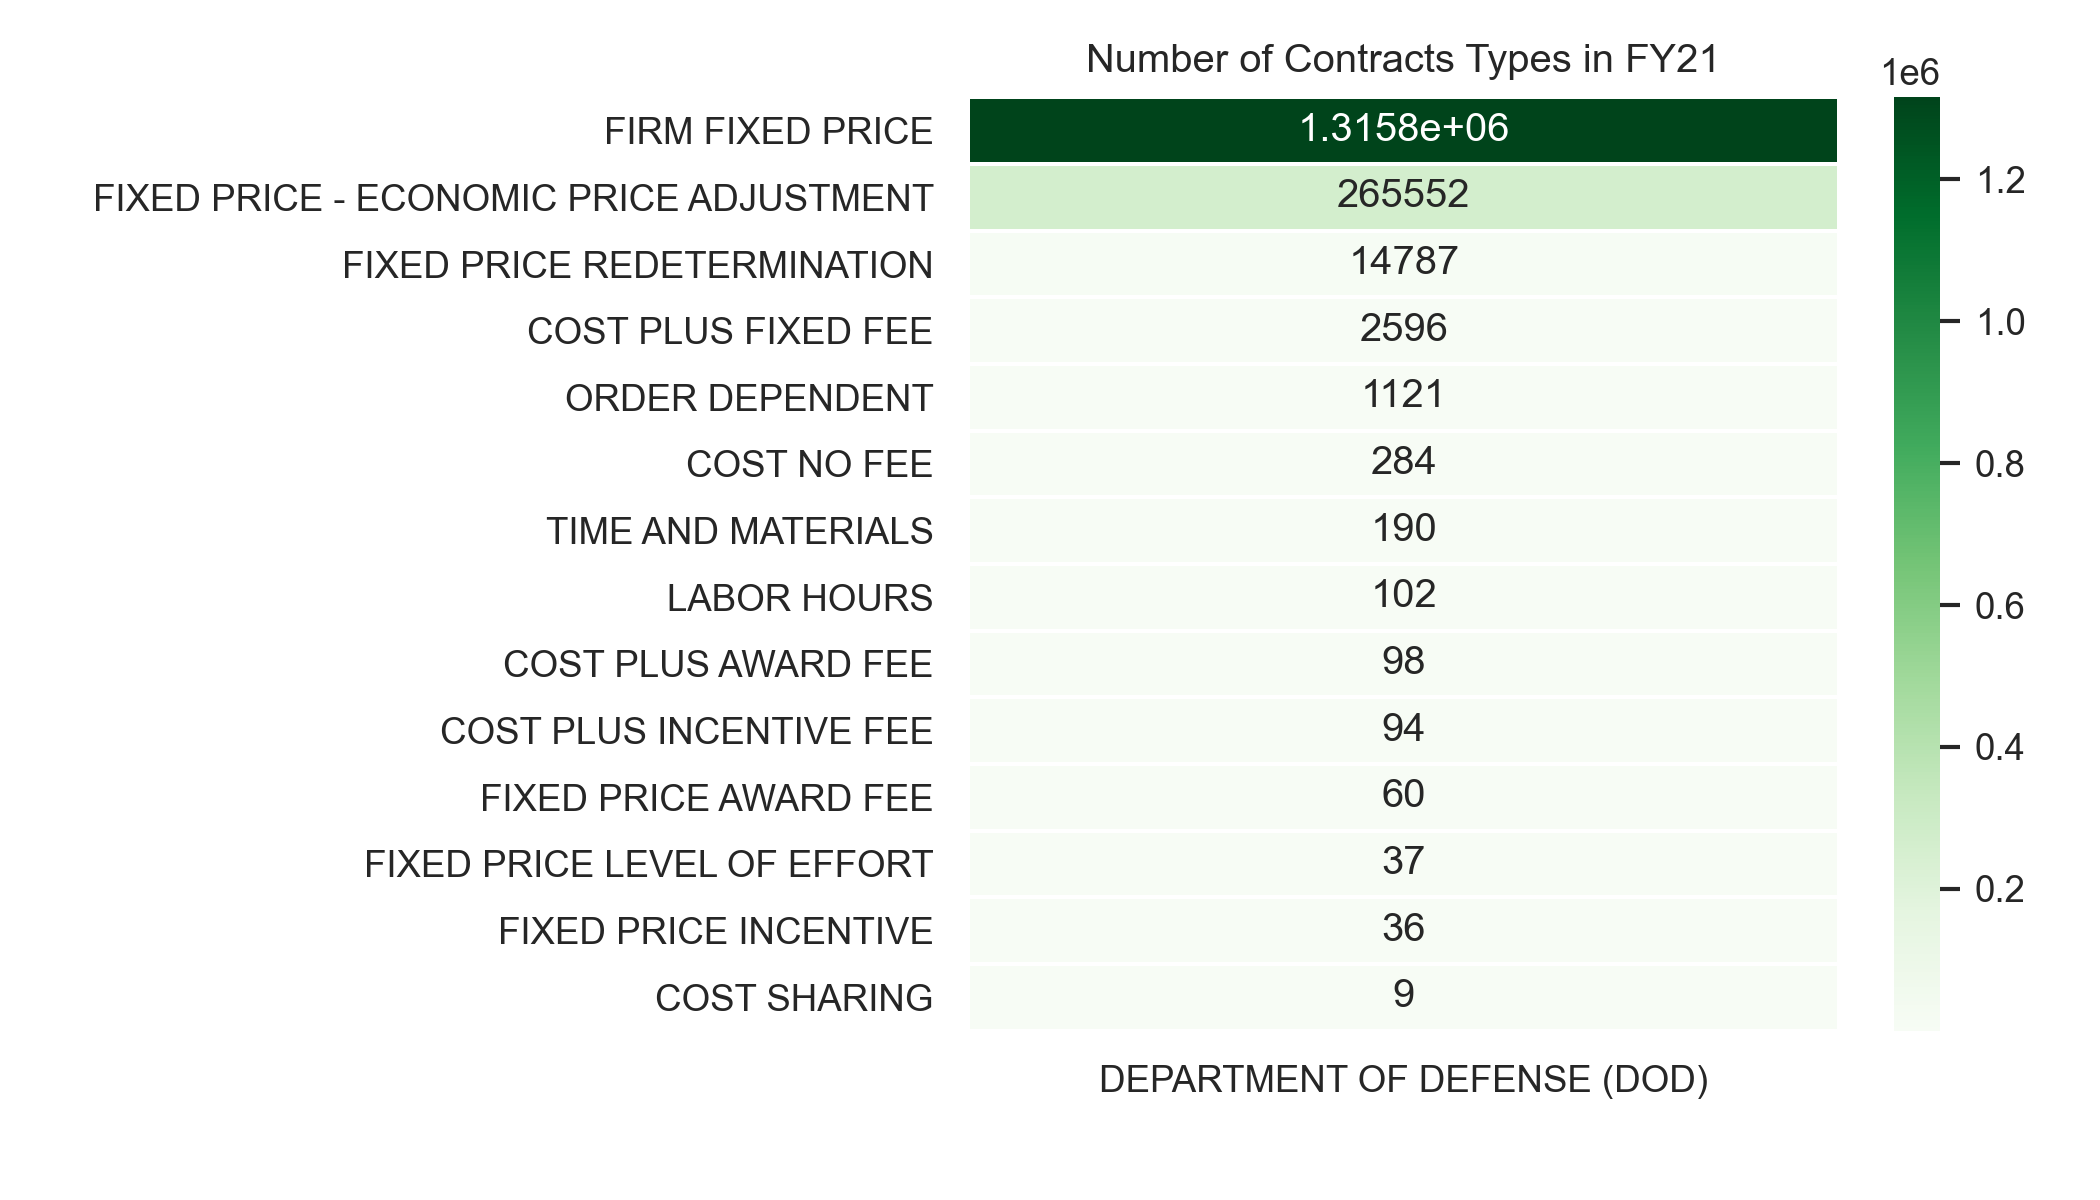 Number of Contracts Types in FY21
1e6
FIRM FIXED PRICE 1.3158e+06
FIXED PRICE - ECONOMIC PRICE ADJUSTMENT 265552
FIXED PRICE REDETERMINATION 14787
COST PLUS FIXED FEE 2596
ORDER DEPENDENT 1121
COST NO FEE 284
TIME AND MATERIALS 190
LABOR HOURS 102
COST PLUS AWARD FEE 98
COST PLUS INCENTIVE FEE 94
FIXED PRICE AWARD FEE 60
FIXED PRICE LEVEL OF EFFORT 37
FIXED PRICE INCENTIVE 36
COST SHARING 9
DEPARTMENT OF DEFENSE (DOD)
1.2
1.0
0.8
0.6
0.4
0.2